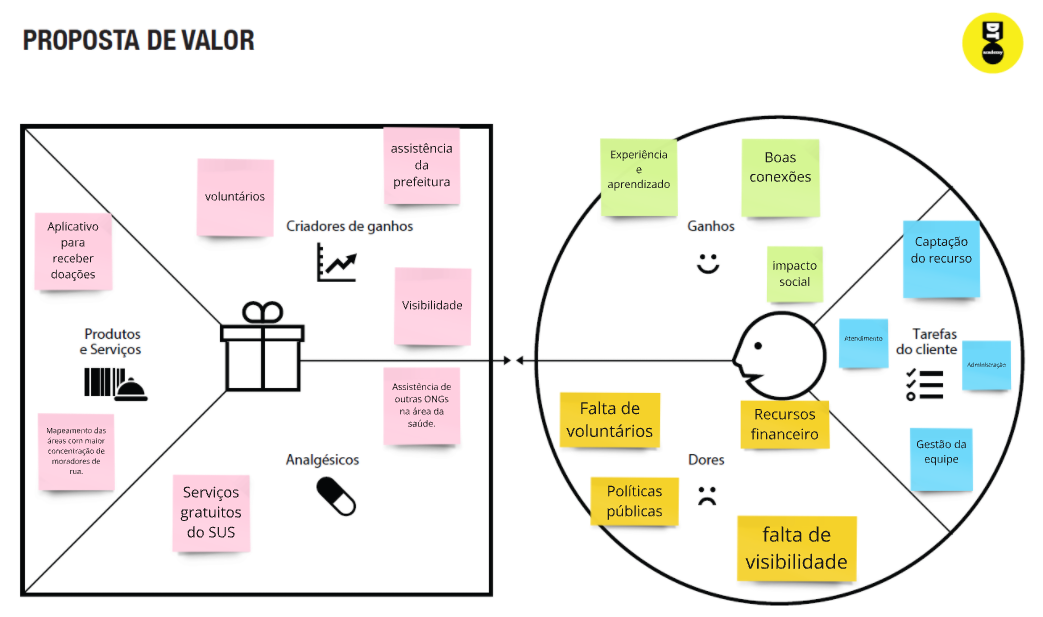 PROPOSTA DE VALOR
DT
academy
assistência
da
prefeitura
voluntários
Criadores de ganhos
Aplicativo
para
receber
doações
Visibilidade
Produtos
e Serviços
Assistência de
outras ONGs
na área da
saúde.
Mapeamento das
áreas com maior
concentração de
moradores de
rua.
Analgésicos
Serviços
gratuitos
do SUS
Experiência
e
aprendizado
Boas
conexões
Ganhos
impacto
social
Captação
do recurso
Atendimento
Tarefas
do cliente
Administração
Gestão da
equipe
Falta de
voluntários
Recursos
financeiro
Dores
Políticas
públicas
falta de
visibilidade